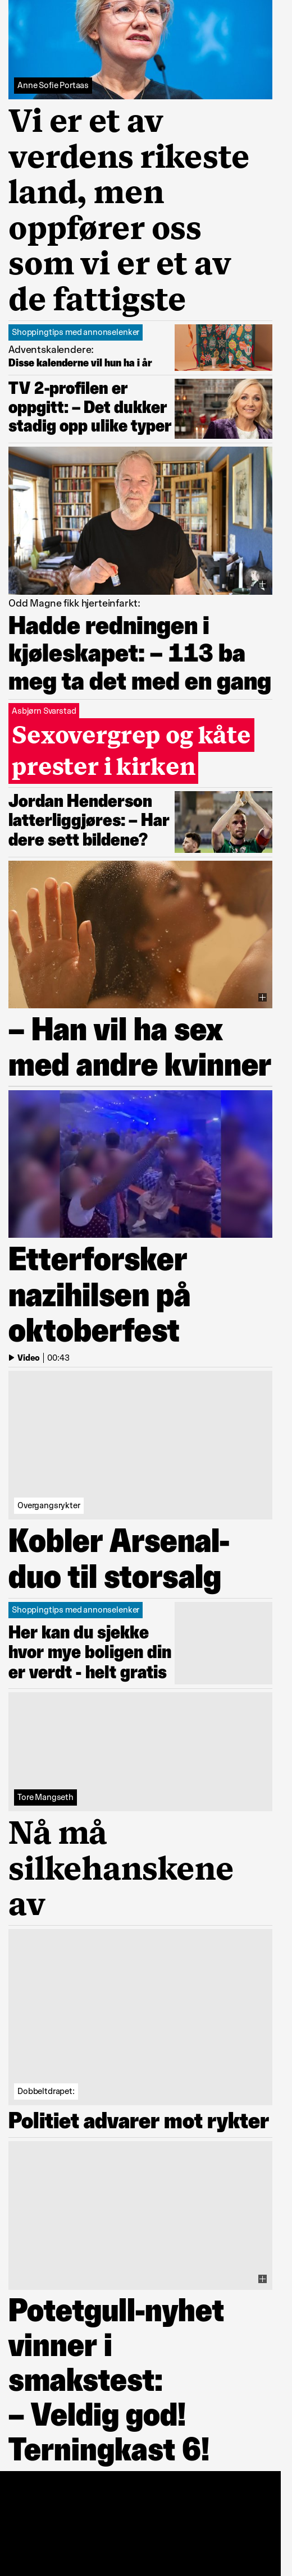 Anne Sofie Portaas
Vi er et av
verdens rikeste
land, men
oppfører oss
som vi er et av
de fattigste
Shoppingtips med annonselenker
Adventskalendere:
Disse kalenderne vil hun ha i år
TV 2-profilen er
oppgitt: – Det dukker
stadig opp ulike typer
Odd Magne fikk hjerteinfarkt:
Hadde redningen i
kjøleskapet: – 113 ba
meg ta det med en gang
Asbjørn Svarstad
Sexovergrep og kåte
prester i kirken
Jordan Henderson
latterliggjøres: – Har
dere sett bildene?
– Han vil ha sex
med andre kvinner
Etterforsker
nazihilsen på
oktoberfest
Video | 00:43
Overgangsrykter
Kobler Arsenal-
duo til storsalg
Shoppingtips med annonselenker
Her kan du sjekke
hvor mye boligen din
er verdt - helt gratis
Tore Mangseth
Nå må
silkehanskene
av
Dobbeltdrapet:
Politiet advarer mot rykter
Potetgull-nyhet
vinner i
smakstest:
– Veldig god!
Terningkast 6!